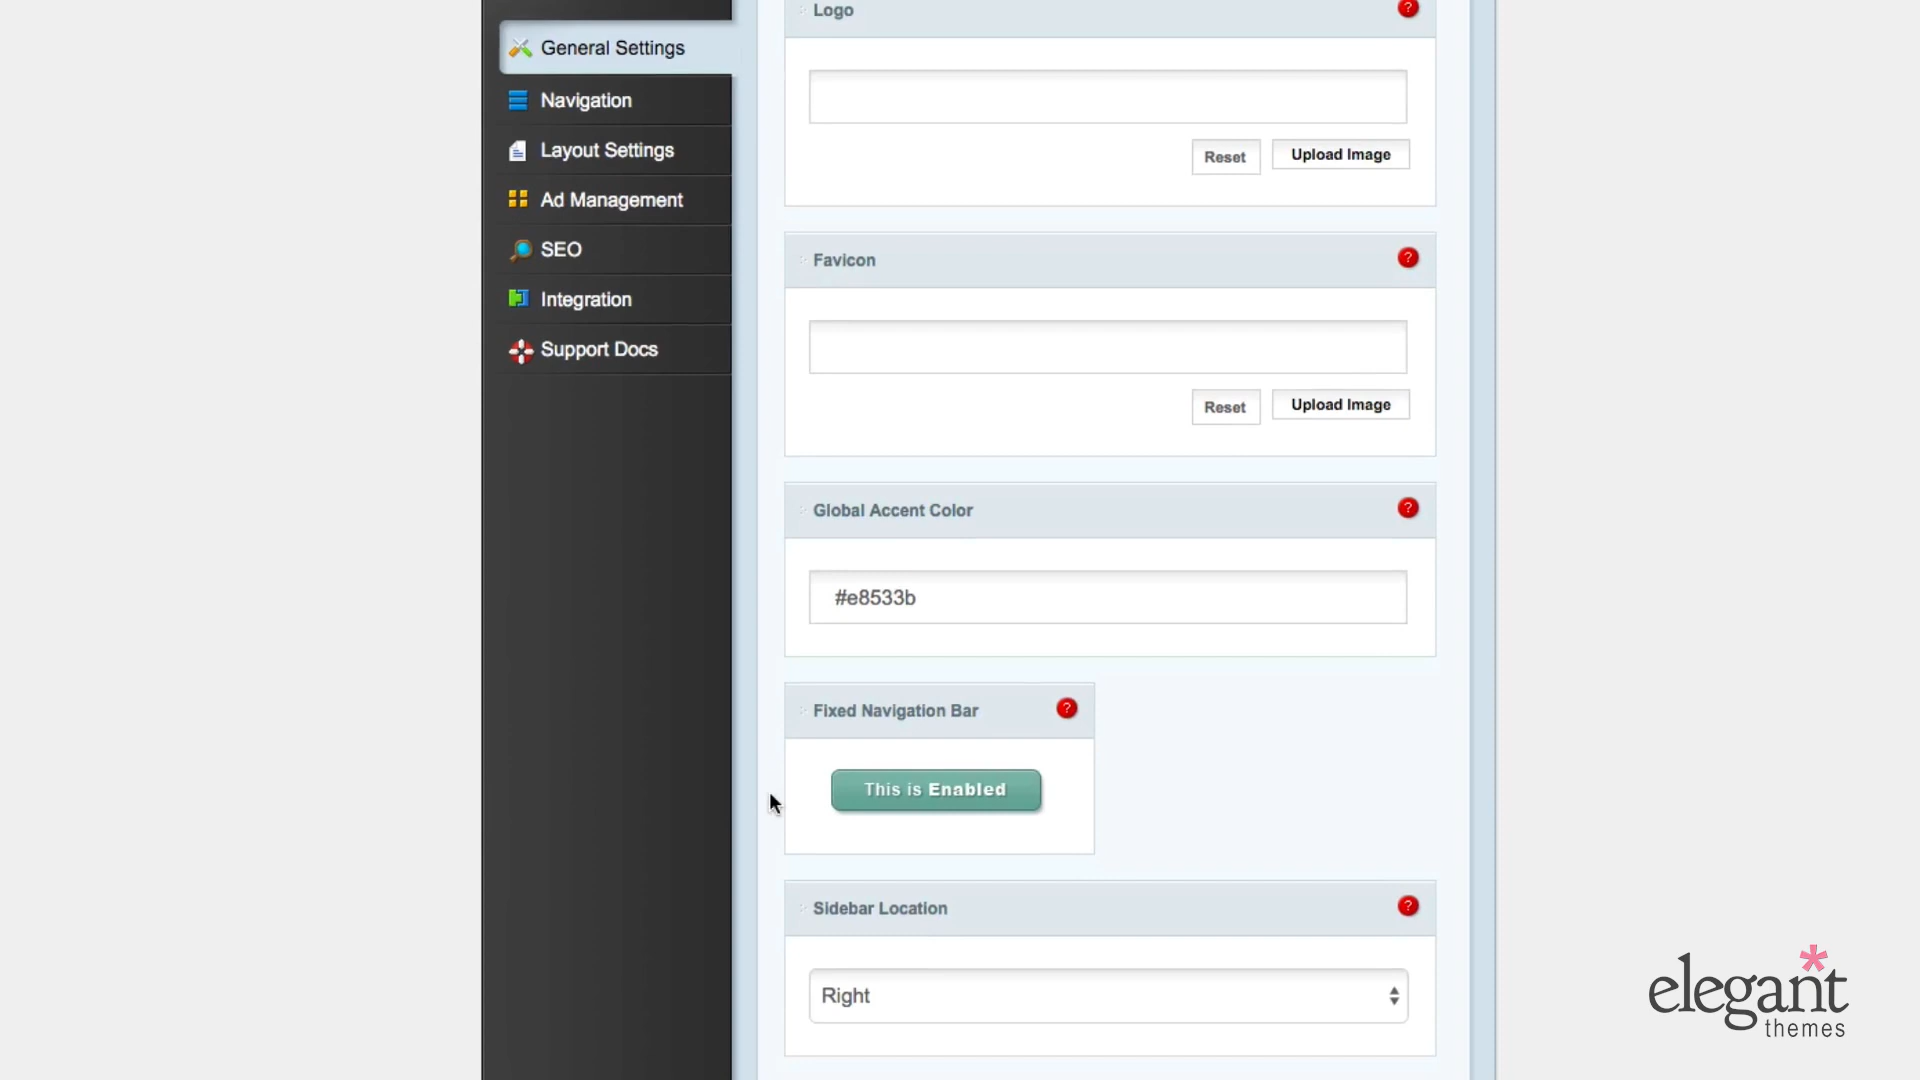 General Settings
Navigation
Layout Settings
Ad Management
SEO
Integration
Support Docs
Logo
?
Reset
Upload Image
Favicon
?
Reset
Upload Image
Global Accent Color
?
#e8533b
Fixed Navigation Bar
?
This is Enabled
Sidebar Location
?
Right
elegant
themes